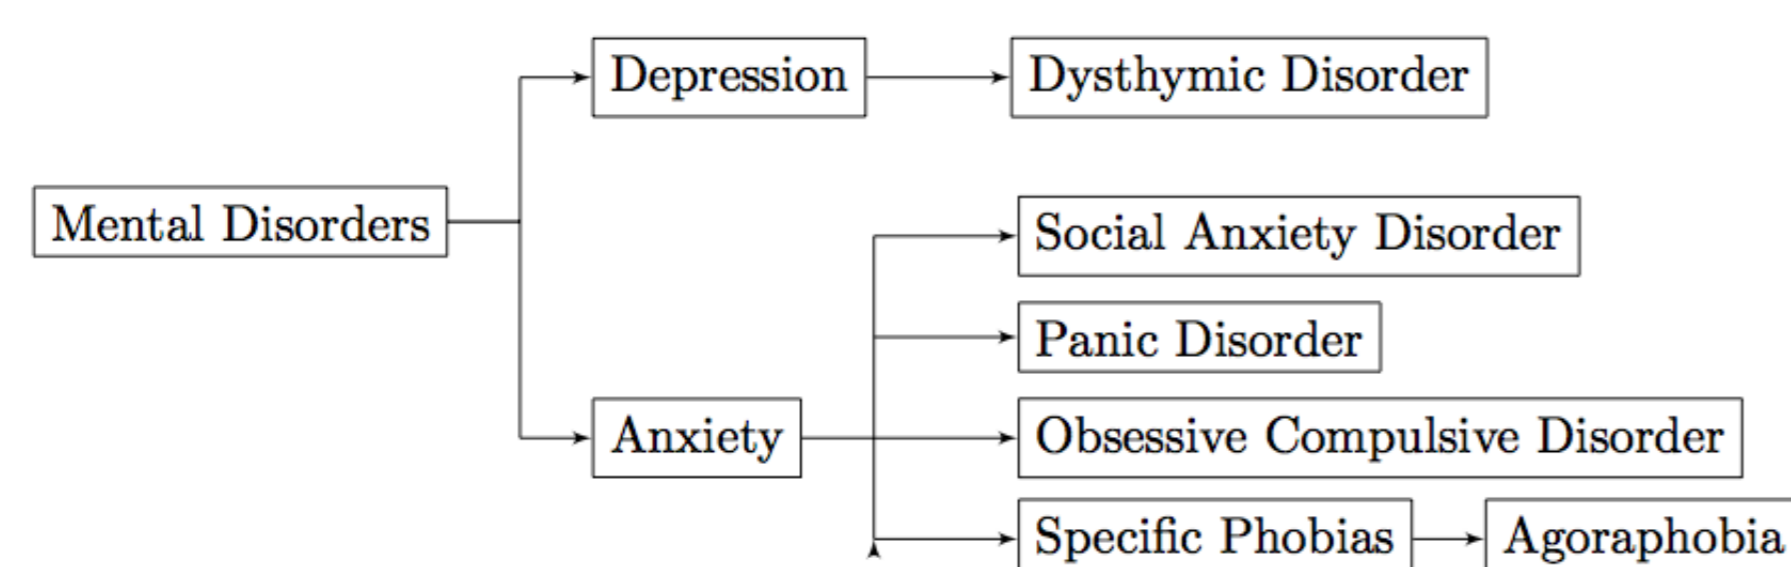 Depression
Dysthymic Disorder
Mental Disorders
Social Anxiety Disorder
Panic Disorder
Anxiety
Obsessive Compulsive Disorder
Specific Phobias
Agoraphobia